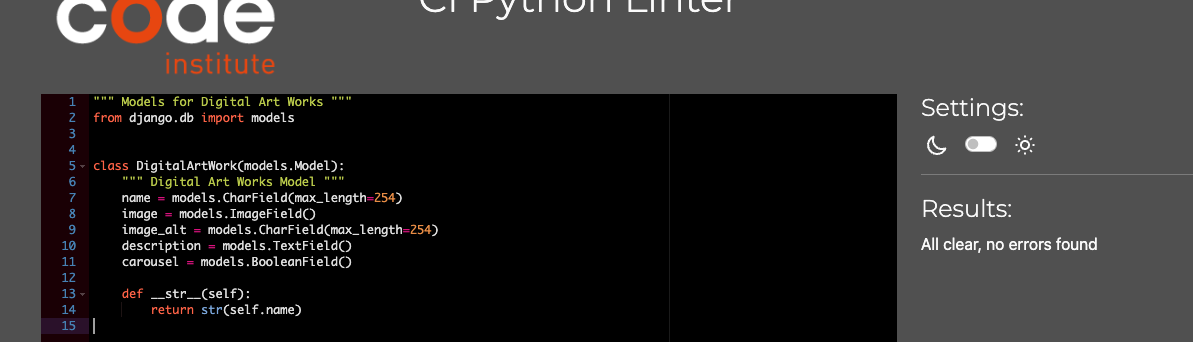 CI Python Linter
code
institute
1 """ Models for Digital Art Works """
2 from django.db import models
3
4
5 class DigitalArtWork(models.Model):
6     """ Digital Art Works Model """
7     name = models.CharField(max_length=254)
8     image = models.ImageField()
9     image_alt = models.CharField(max_length=254)
10     description = models.TextField()
11     carousel = models.BooleanField()
12
13     def __str__(self):
14         return str(self.name)
15
Settings:
Results:
All clear, no errors found